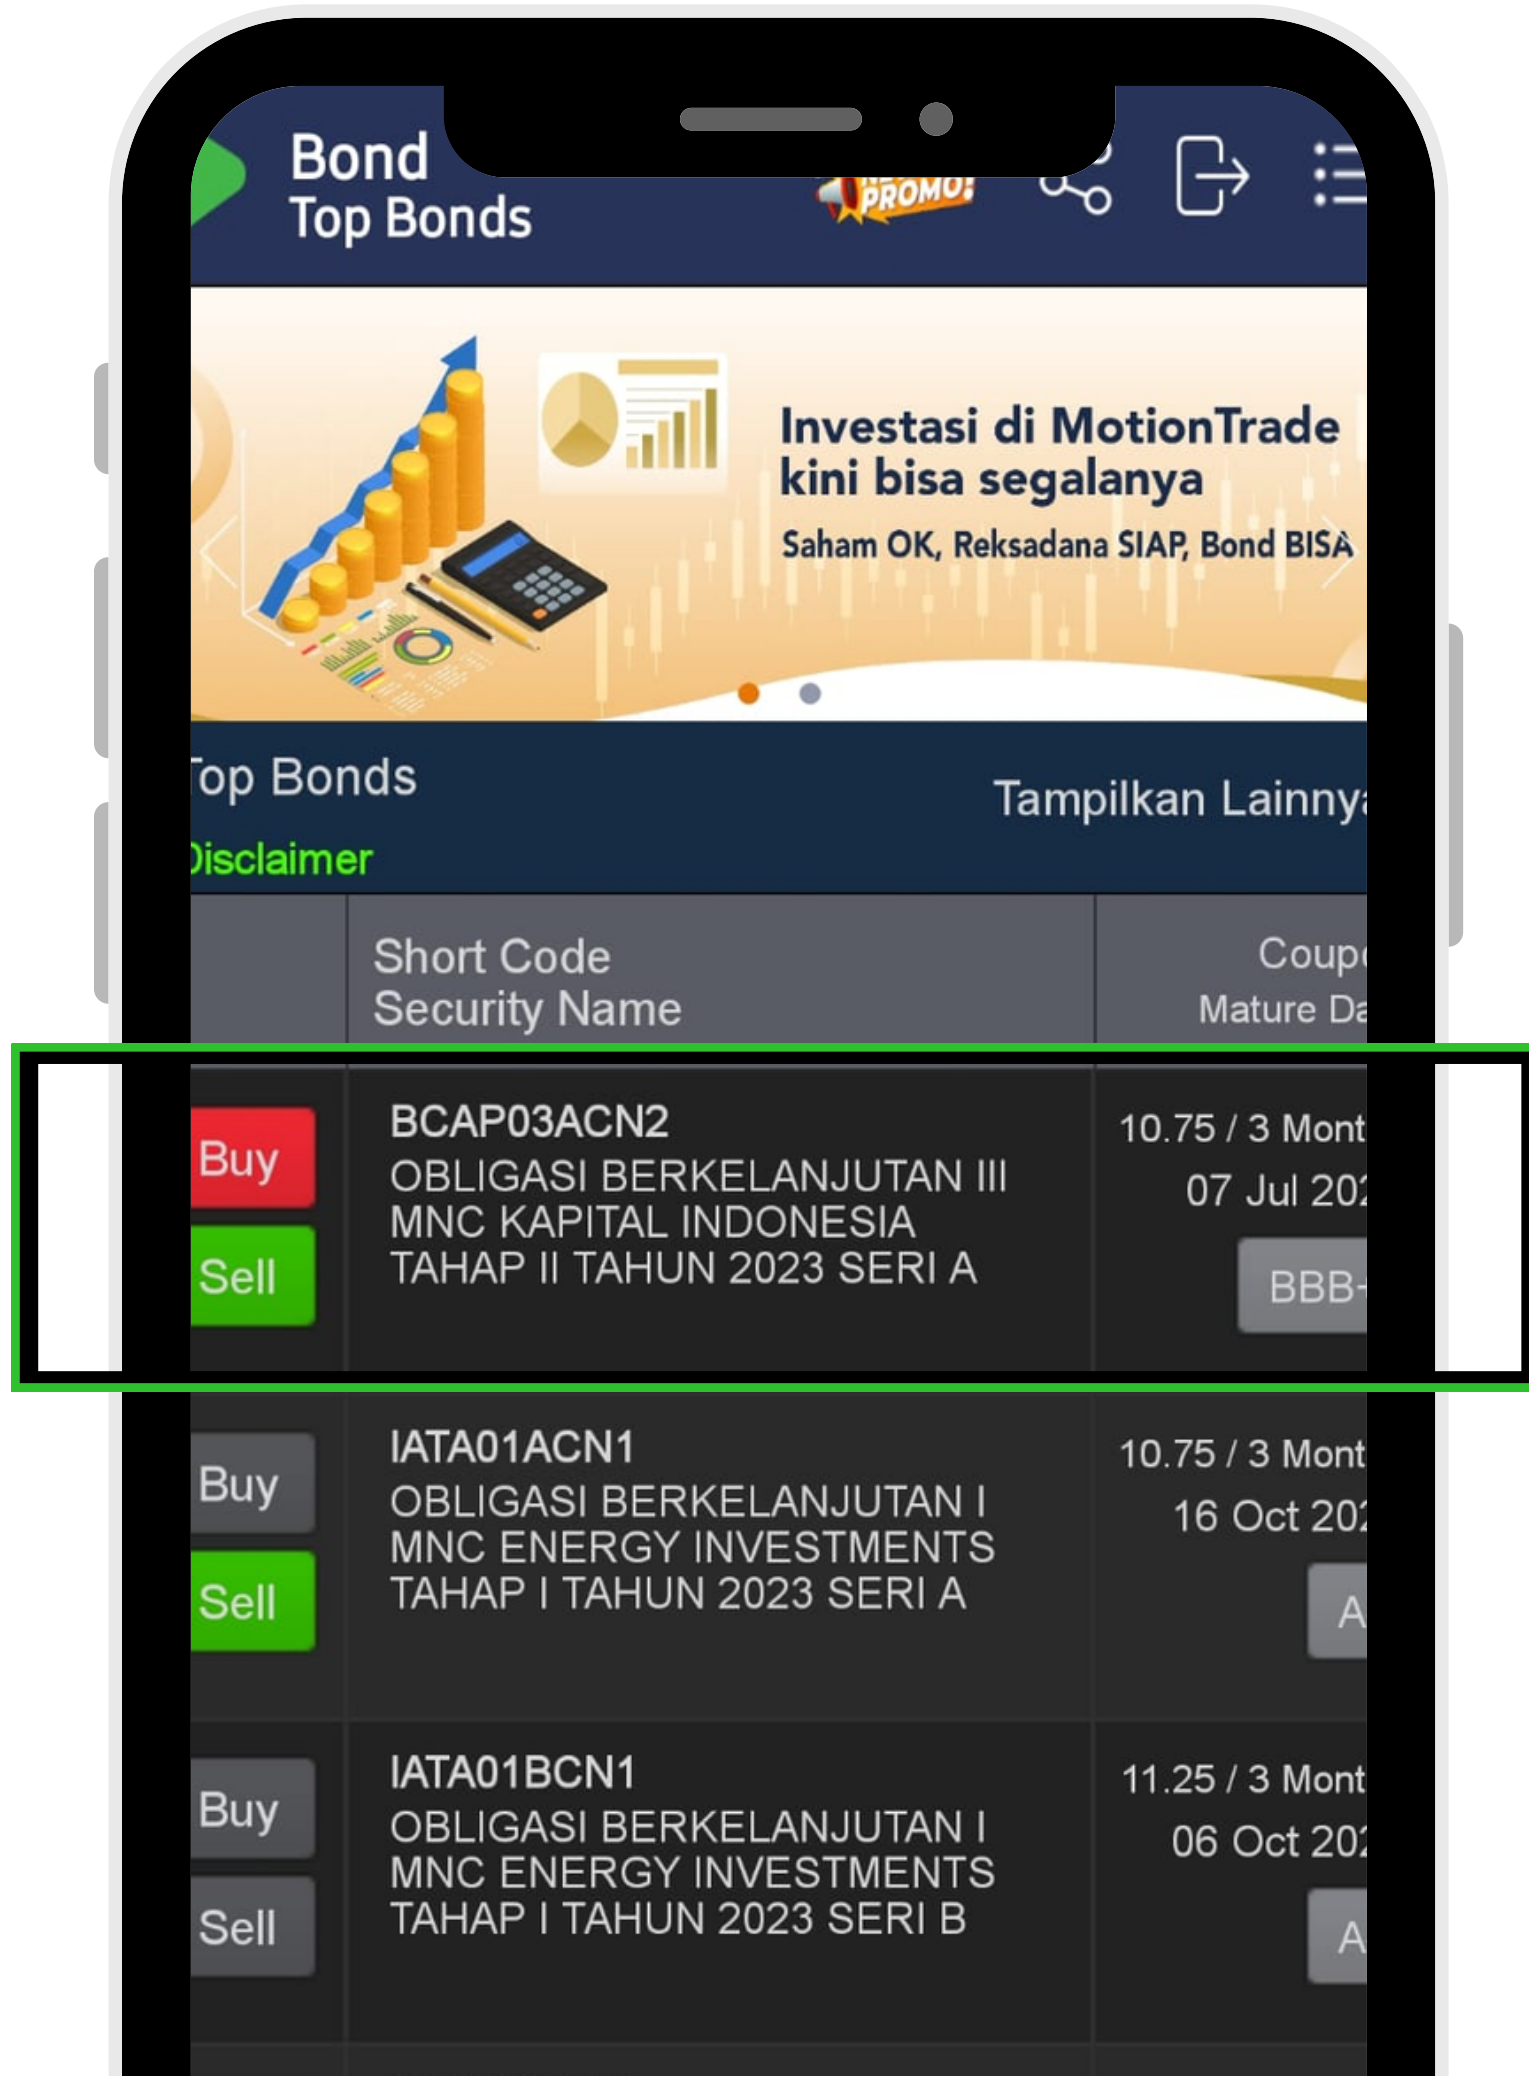 Bond
Top Bonds
PROMO!
Investasi di MotionTrade
kini bisa segalanya
Saham OK, Reksadana SIAP, Bond BISA
Top Bonds
Tampilkan Lainnya
Disclaimer
Short Code
Security Name
Coupo
Mature Da
Buy
Sell
BCAP03ACN2
OBLIGASI BERKELANJUTAN III
MNC KAPITAL INDONESIA
TAHAP II TAHUN 2023 SERI A
10.75 / 3 Mont
07 Jul 202
BBB+
Buy
Sell
IATA01ACN1
OBLIGASI BERKELANJUTAN I
MNC ENERGY INVESTMENTS
TAHAP I TAHUN 2023 SERI A
10.75 / 3 Mont
16 Oct 202
A
Buy
Sell
IATA01BCN1
OBLIGASI BERKELANJUTAN I
MNC ENERGY INVESTMENTS
TAHAP I TAHUN 2023 SERI B
11.25 / 3 Mont
06 Oct 202
A